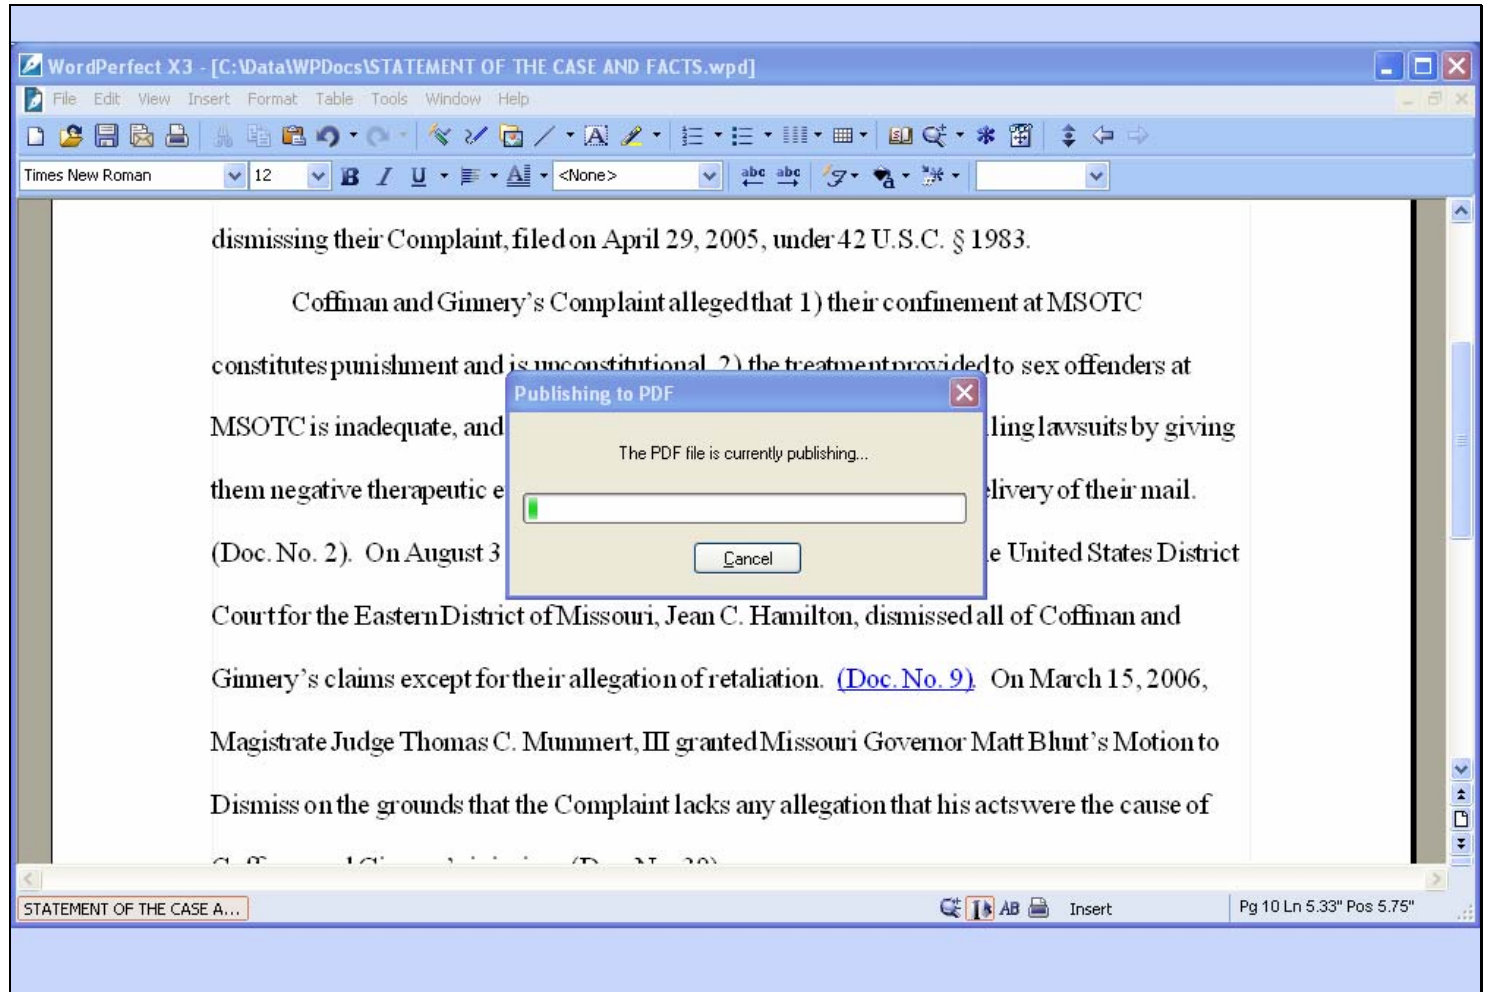 WordPerfect X3 - [C:\Data\WPDocs\STATEMENT OF THE CASE AND FACTS.wpd]
File Edit View Insert Format Table Tools Window Help
Times New Roman 12 B I U A <None> abc abc
dismissing their Complaint, filed on April 29, 2005, under 42 U.S.C. § 1983.
Coffman and Ginnery's Complaint alleged that 1) their confinement at MSOTC
constitutes punishment and is unconstitutional, 2) the treatment provided to sex offenders at
Publishing to PDF
MSOTC is inadequate, and ling lawsuits by giving
The PDF file is currently publishing...
them negative therapeutic e livery of their mail.
(Doc. No. 2). On August 3 e United States District
Cancel
Court for the Eastern District of Missouri, Jean C. Hamilton, dismissed all of Coffman and
Ginnery's claims except for their allegation of retaliation. (Doc. No. 9). On March 15, 2006,
Magistrate Judge Thomas C. Mummert, III granted Missouri Governor Matt Blunt's Motion to
Dismiss on the grounds that the Complaint lacks any allegation that his acts were the cause of
STATEMENT OF THE CASE A... AB Insert Pg 10 Ln 5.33" Pos 5.75"